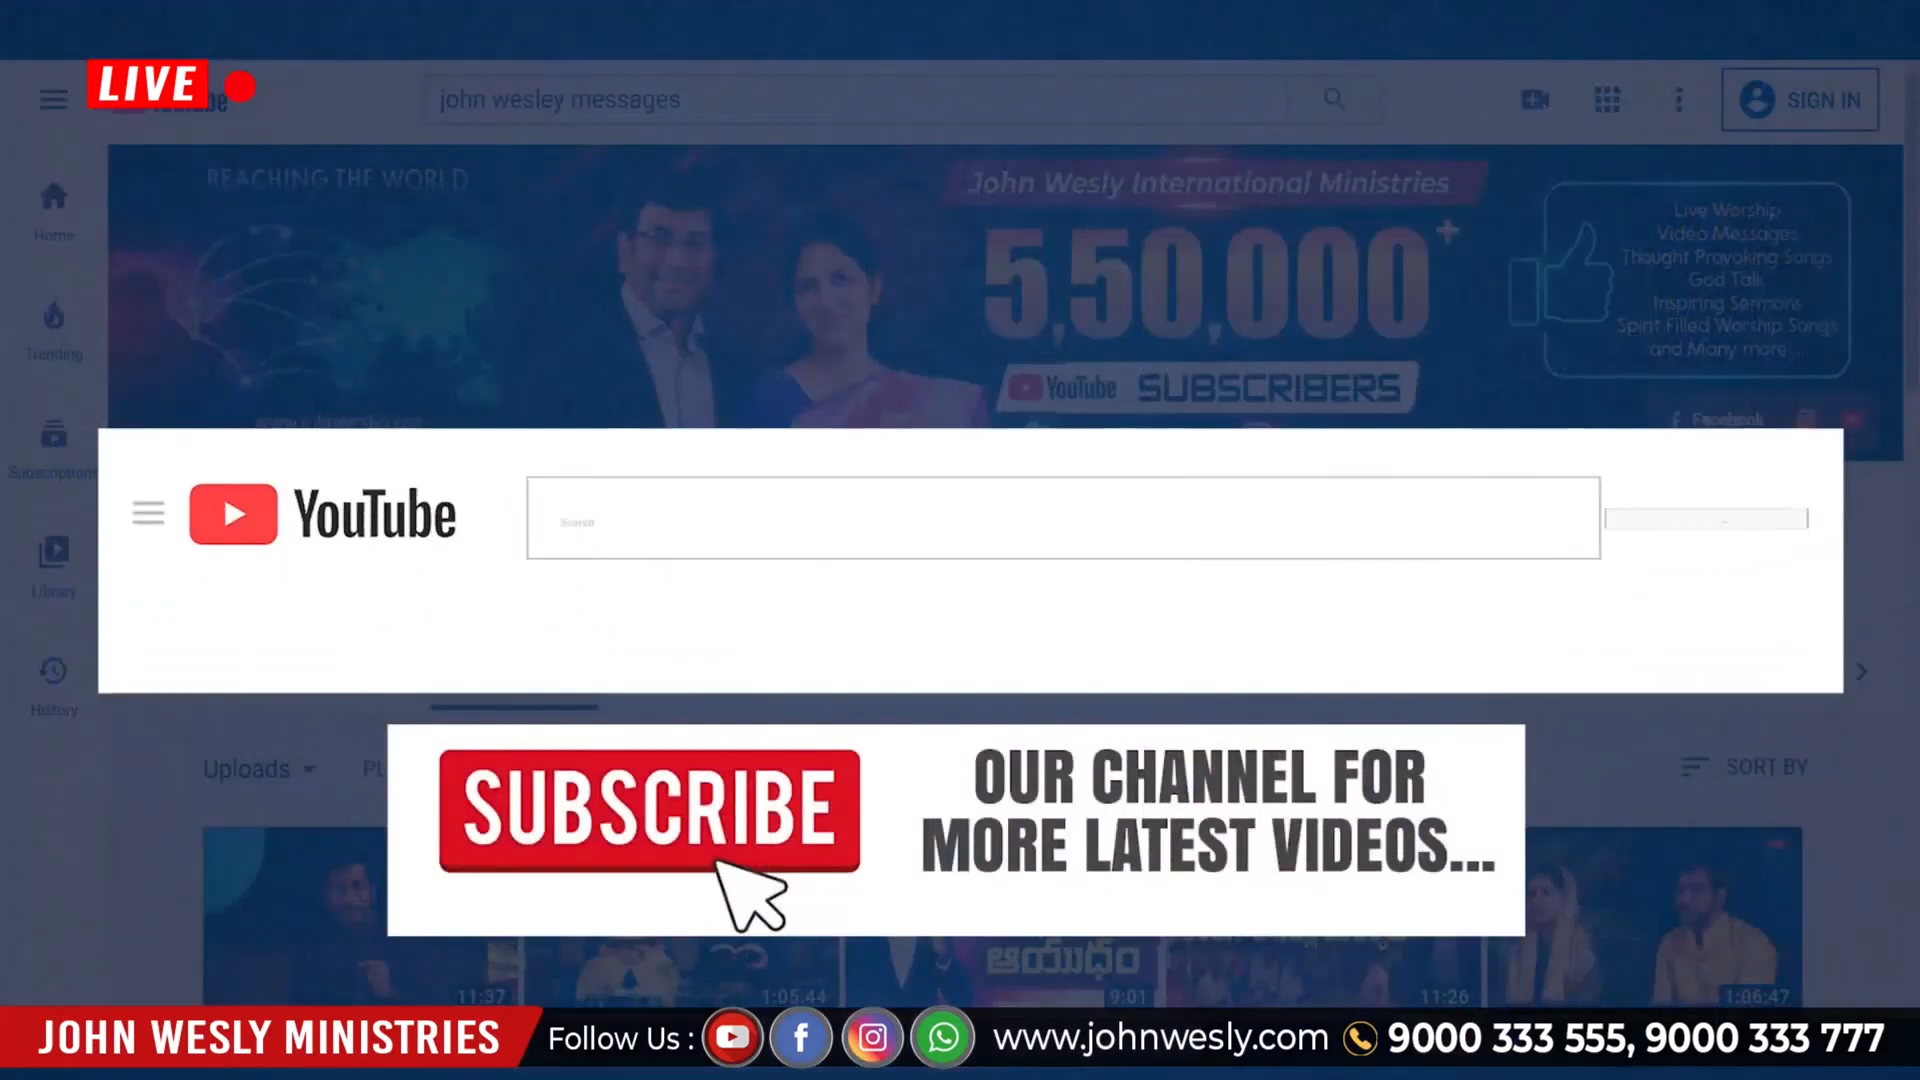 LIVE
john wesley messages
SIGN IN
REACHING THE WORLD
John Wesly International Ministries
5,50,000+
YouTube SUBSCRIBERS
Live Worship
Video Messages
Thought Provoking Songs
God Talk
Inspiring Sermons
Spirit Filled Worship Songs
and Many more ...
Facebook
Home
Trending
Subscriptions
Library
History
YouTube
Search
Uploads
SORT BY
SUBSCRIBE
OUR CHANNEL FOR
MORE LATEST VIDEOS...
ఆయుధం
11:37
1:05:44
9:01
11:26
1:06:47
JOHN WESLY MINISTRIES
Follow Us :
www.johnwesly.com
9000 333 555, 9000 333 777